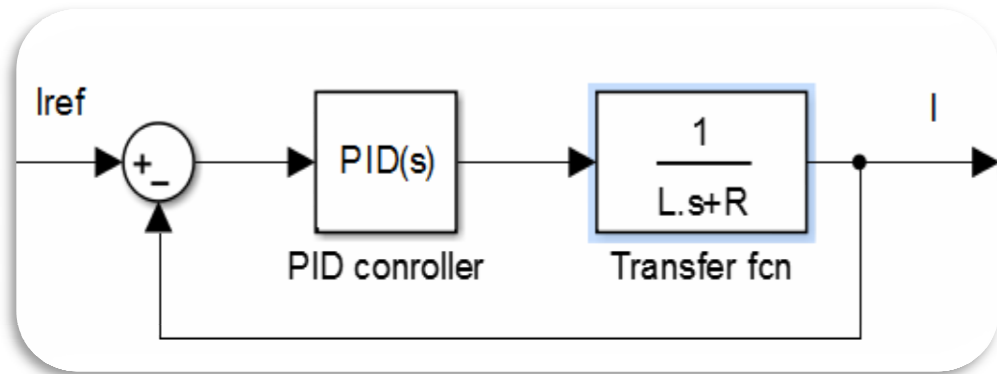 Iref
+
−
PID(s)
PID conroller
1
L.s+R
Transfer fcn
I